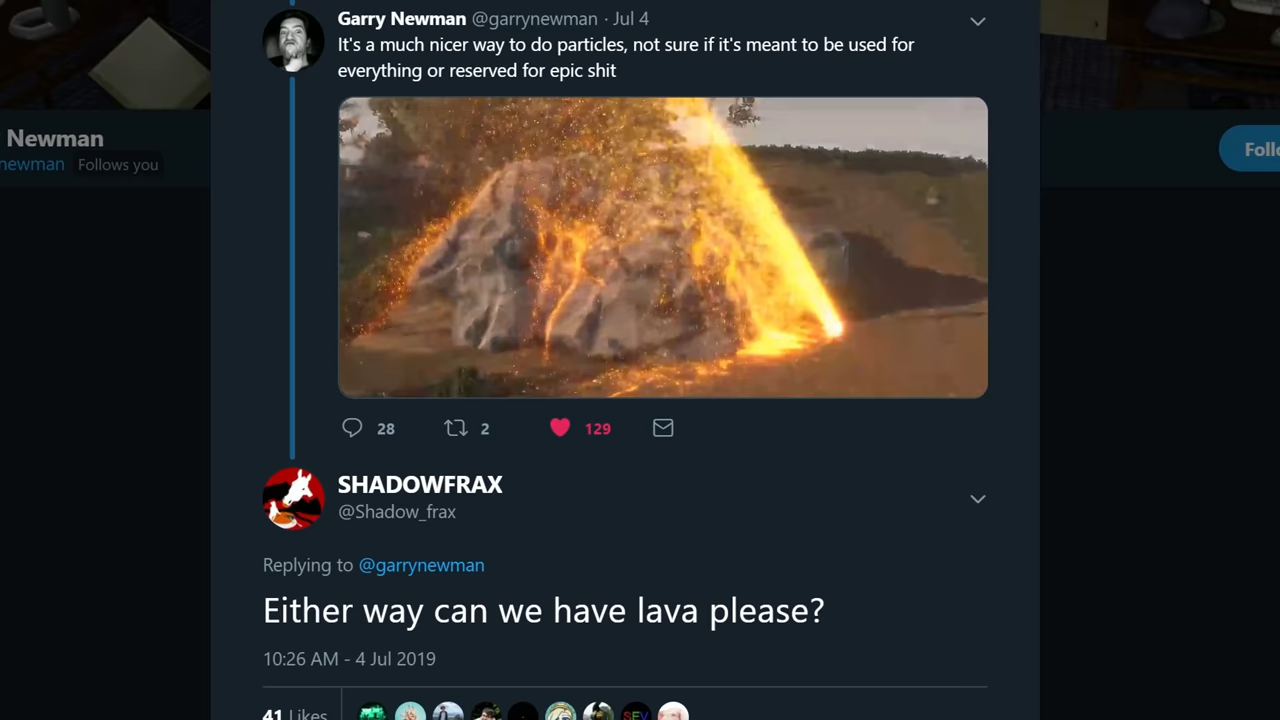 Garry Newman @garrynewman · Jul 4
It's a much nicer way to do particles, not sure if it's meant to be used for
everything or reserved for epic shit
Newman
newman Follows you
Foll
28 2 129
SHADOWFRAX
@Shadow_frax
Replying to @garrynewman
Either way can we have lava please?
10:26 AM - 4 Jul 2019
41 Likes
SEV